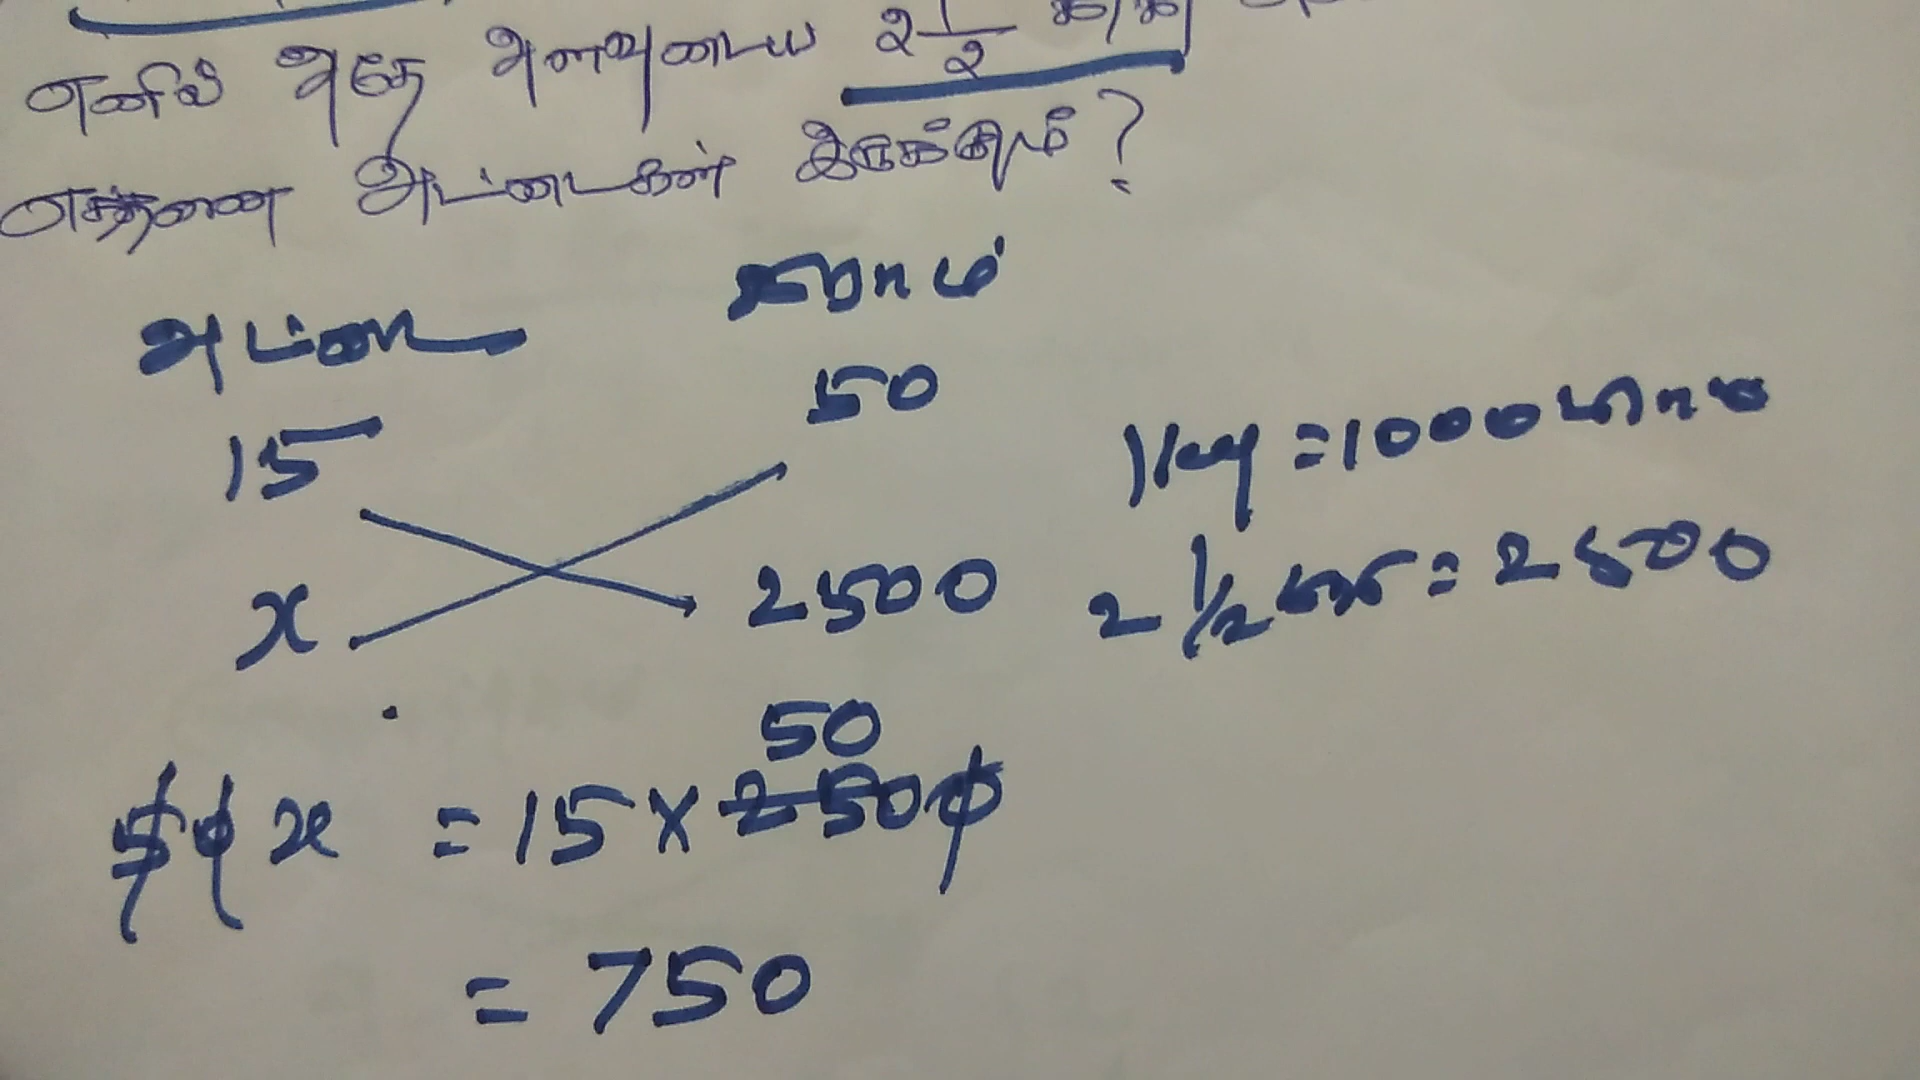 எனில் அதே அளவுடைய 2 1/2 கி/கி
எத்தனை அட்டைகள் இருக்கும்?
அட்டை கிராம்
15 50
x 2500
1kg = 1000 கிராம்
2 1/2 கிகி = 2500
50
50 x = 15 x 2500
= 750